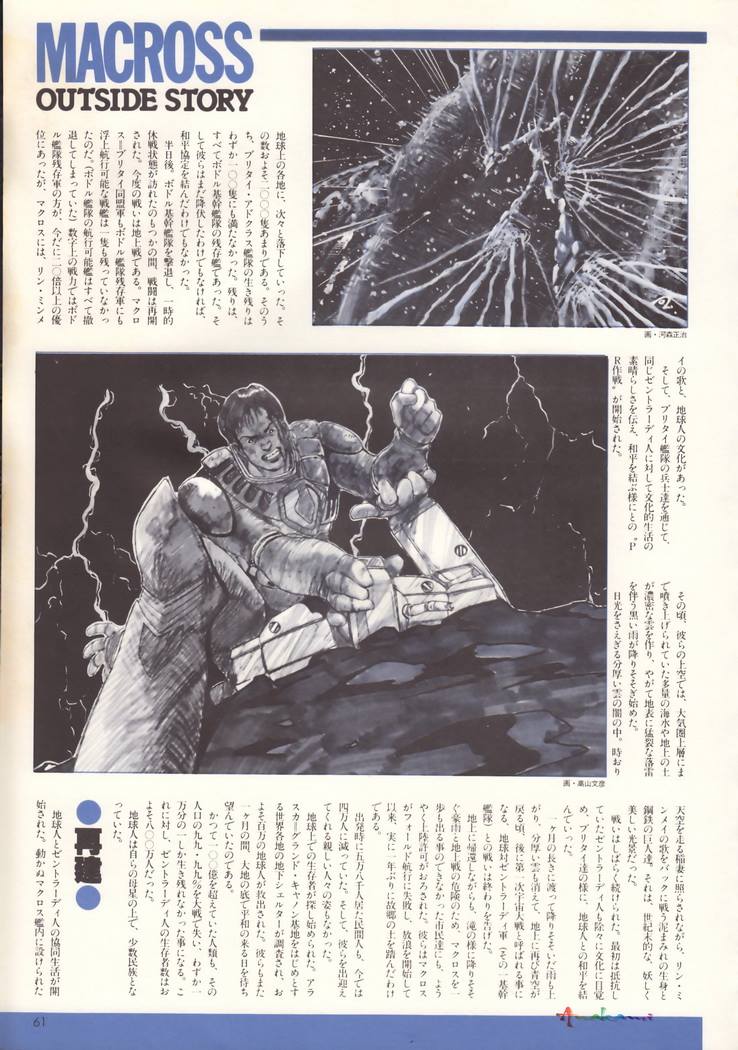 MACROSS
OUTSIDE STORY
地球上の各地に、次々と落下していった。そ
の数およそ二〇〇〇隻あまりである。そのう
ち、ブリタイ・アドクラス艦隊の生き残りは
わずか一〇〇隻にも満たなかった。残りは、
すべてボドル基幹艦隊の残存艦であった。そ
して彼らはまだ降伏したわけでもなければ、
和平協定を結んだわけでもなかった。
半日後、ボドル基幹艦隊を撃退し、一時的
休戦状態が訪れたのもつかの間、戦闘は再開
された。今度の戦いは地上戦である。マクロ
ス=ブリタイ同盟軍もボドル艦隊残存軍にも
浮上航行可能な戦艦は一隻も残っていなかっ
たのだ。(ボドル艦隊の航行可能艦はすべて撤
退してしまっていた)数字上の戦力ではボド
ル艦隊残存軍の方が、今だに二〇倍以上の優
位にあったが、マクロスには、リン・ミンメ
画・河森正治
イの歌と、地球人の文化があった。
そして、ブリタイ艦隊の兵士達を通じて、
同じゼントラーディ人に対して文化的生活の
素晴らしさを伝え、和平を結ぶ様にとの〝P
R作戦〟が開始された。
その頃、彼らの上空では、大気圏上層にま
で噴き上げられていた多量の海水や地上の土
が濃密な雲を作り、やがて地表に猛烈な落雷
を伴う黒い雨が降りそそぎ始めた。
日光をさえぎる分厚い雲の闇の中。時おり
画・高山文彦
天空を走る稲妻に照らされながら、リン・ミ
ンメイの歌をバックに戦う泥まみれの生身と
鋼鉄の巨人達。それは、世紀末的な、妖しく
美しい光景だった。
戦いはしばらく続けられた。最初は抵抗し
ていたゼントラーディ人も除々に文化に目覚
め、ブリタイ達の様に、地球人との和平を結
んでいった。
一ヶ月の長きに渡って降りそそいだ雨も上
がり、分厚い雲も消えて、地上に再び青空が
戻る頃、後に第一次宇宙大戦と呼ばれる事に
なる、地球対ゼントラーディ軍(その一基幹
艦隊)との戦いは終わりを告げた。
地上に帰還しながらも、滝の様に降りそそ
ぐ豪雨と地上戦の危険のため、マクロスを一
歩も出る事のできなかった市民達にも、よう
やく上陸許可がおろされた。彼らはマクロス
がフォールド航行に失敗し、放浪を開始して
以来、実に一年ぶりに故郷の土を踏んだわけ
である。
出発時に五万八千人居た民間人も、今では
四万人に減っていた。そして、彼らを出迎え
てくれる親しい人々の姿もなかった。
地球上での生存者が探し始められた。アラ
スカ=グランド・キャノン基地をはじめとす
る世界各地の地下シェルターが調査され、お
よそ百万の地球人が救出された。彼らもまた
一ヶ月の間、大地の底で平和の来る日を待ち
望んでいたのである。
かつて一〇〇億を超えていた人類も、その
人口の九九・九九%を大戦で失い、わずか一
万分の一しか生き残れなかった事になる。こ
れに対し、ゼントラーディ人の生存者数はお
よそ八〇〇万人だった。
地球人は自らの母星の上で、少数民族とな
っていた。
●再建●
地球人とゼントラーディ人の協同生活が開
始された。動かぬマクロス艦内に設けられた
61